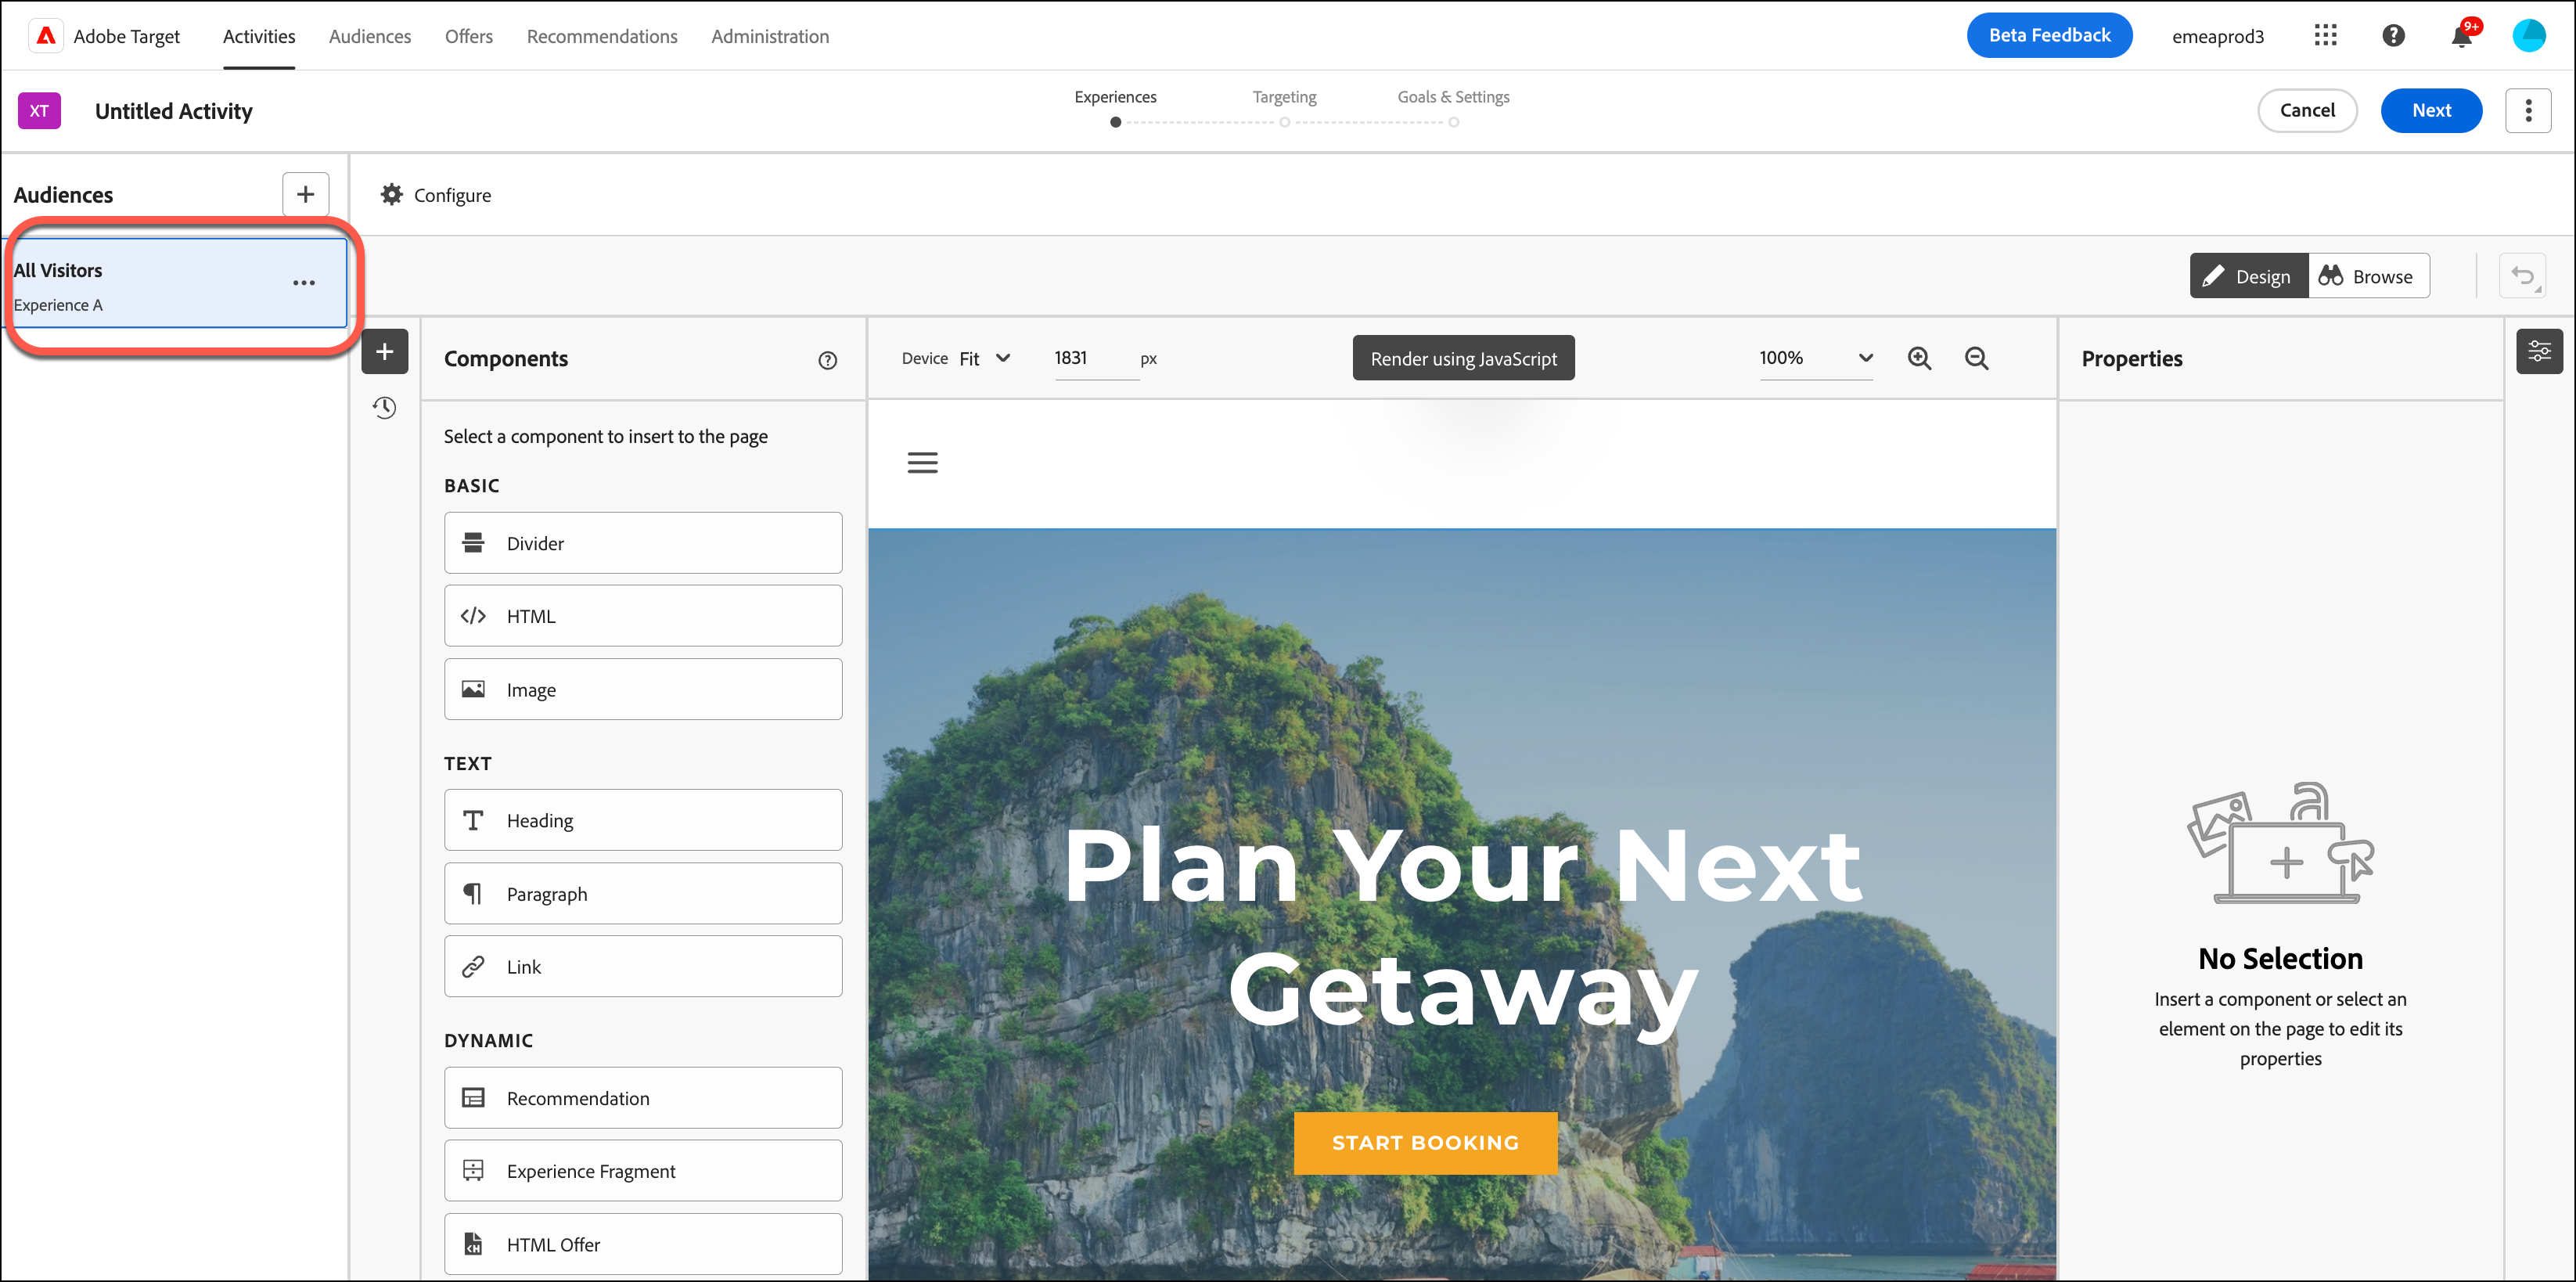 Adobe Target
Activities
Audiences
Offers
Recommendations
Administration
Beta Feedback
emeaprod3
9+
XT
Untitled Activity
Experiences
Targeting
Goals & Settings
Cancel
Next
Audiences
Configure
All Visitors
Experience A
Design
Browse
Components
Device
Fit
1831
px
Render using JavaScript
100%
Properties
Select a component to insert to the page
BASIC
Divider
HTML
Image
TEXT
Heading
Paragraph
Link
DYNAMIC
Recommendation
Experience Fragment
HTML Offer
Plan Your Next
Getaway
START BOOKING
No Selection
Insert a component or select an
element on the page to edit its
properties